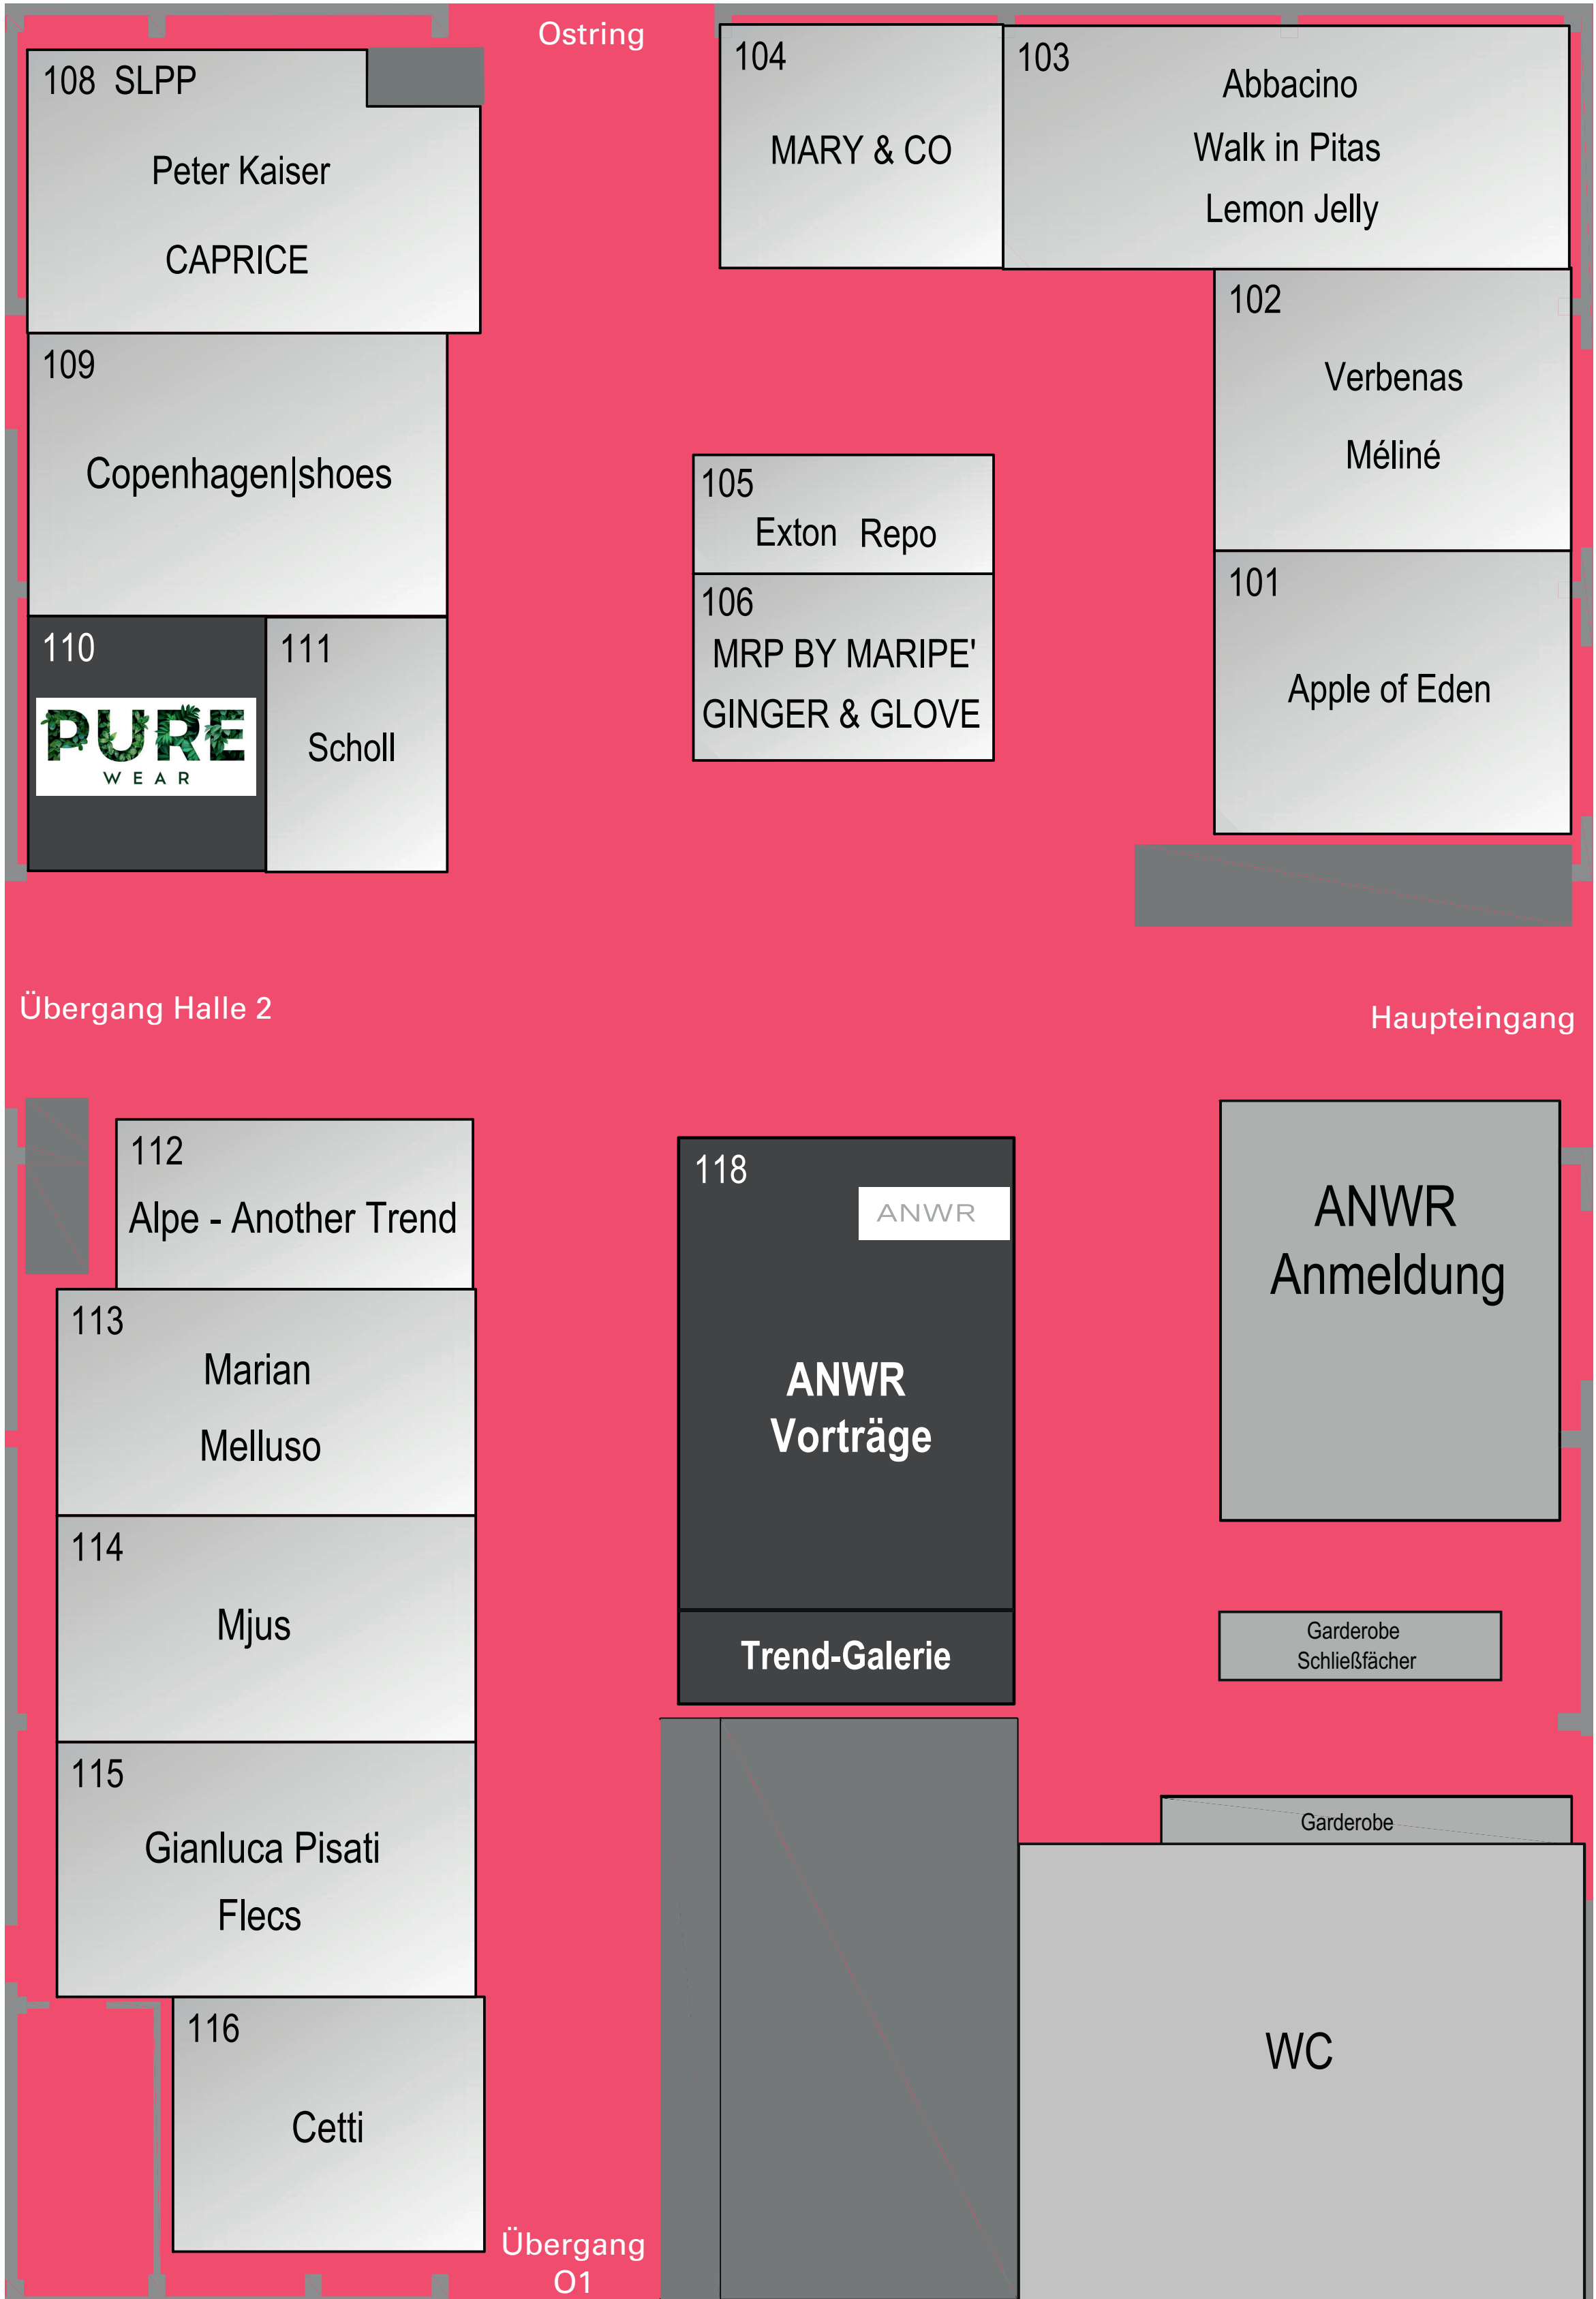 Ostring
108 SLPP
Peter Kaiser
CAPRICE
104
MARY & CO
103
Abbacino
Walk in Pitas
Lemon Jelly
109
Copenhagen|shoes
102
Verbenas
Méliné
105
Exton Repo
106
MRP BY MARIPE'
GINGER & GLOVE
101
Apple of Eden
110
PURE
WEAR
111
Scholl
Übergang Halle 2
Haupteingang
112
Alpe - Another Trend
118
ANWR
ANWR
Vorträge
Trend-Galerie
ANWR
Anmeldung
113
Marian
Melluso
114
Mjus
Garderobe
Schließfächer
115
Gianluca Pisati
Flecs
Garderobe
116
Cetti
WC
Übergang
O1